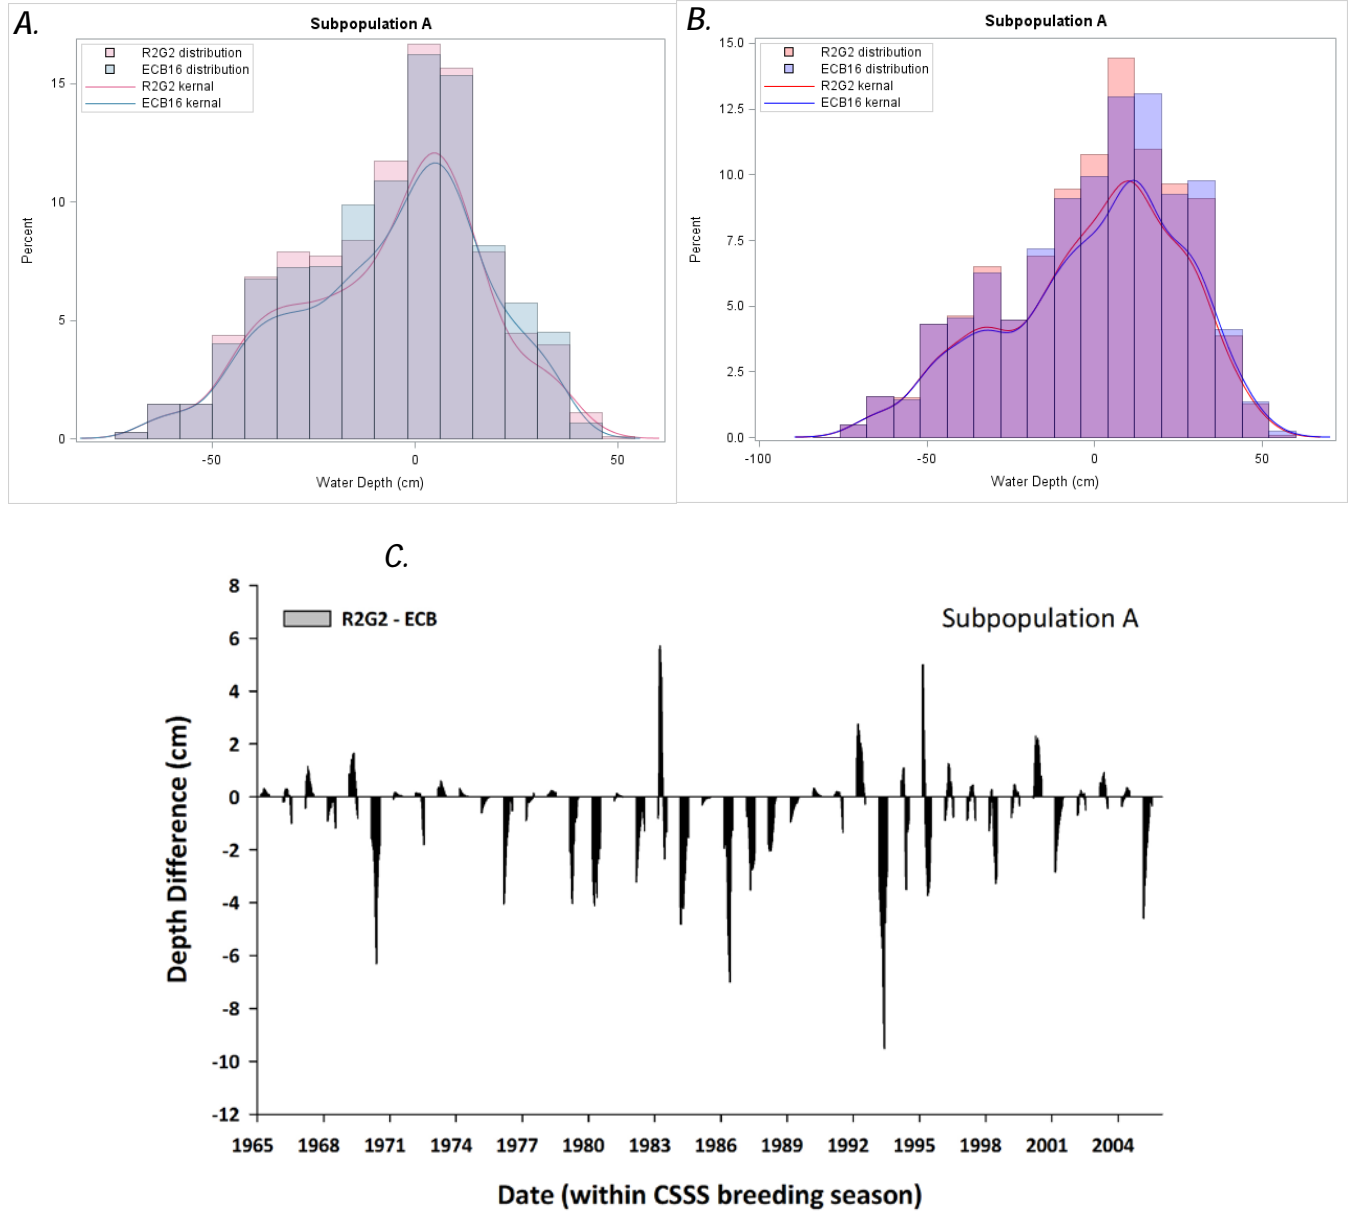 A.
Subpopulation A
R2G2 distribution
ECB16 distribution
R2G2 kernal
ECB16 kernal
15
10
5
0
Percent
-50 0 50
Water Depth (cm)
B.
Subpopulation A
R2G2 distribution
ECB16 distribution
R2G2 kernal
ECB16 kernal
15.0
12.5
10.0
7.5
5.0
2.5
0.0
Percent
-100 -50 0 50
Water Depth (cm)
C.
R2G2 - ECB
Subpopulation A
8
6
4
2
0
-2
-4
-6
-8
-10
-12
Depth Difference (cm)
1965 1968 1971 1974 1977 1980 1983 1986 1989 1992 1995 1998 2001 2004
Date (within CSSS breeding season)